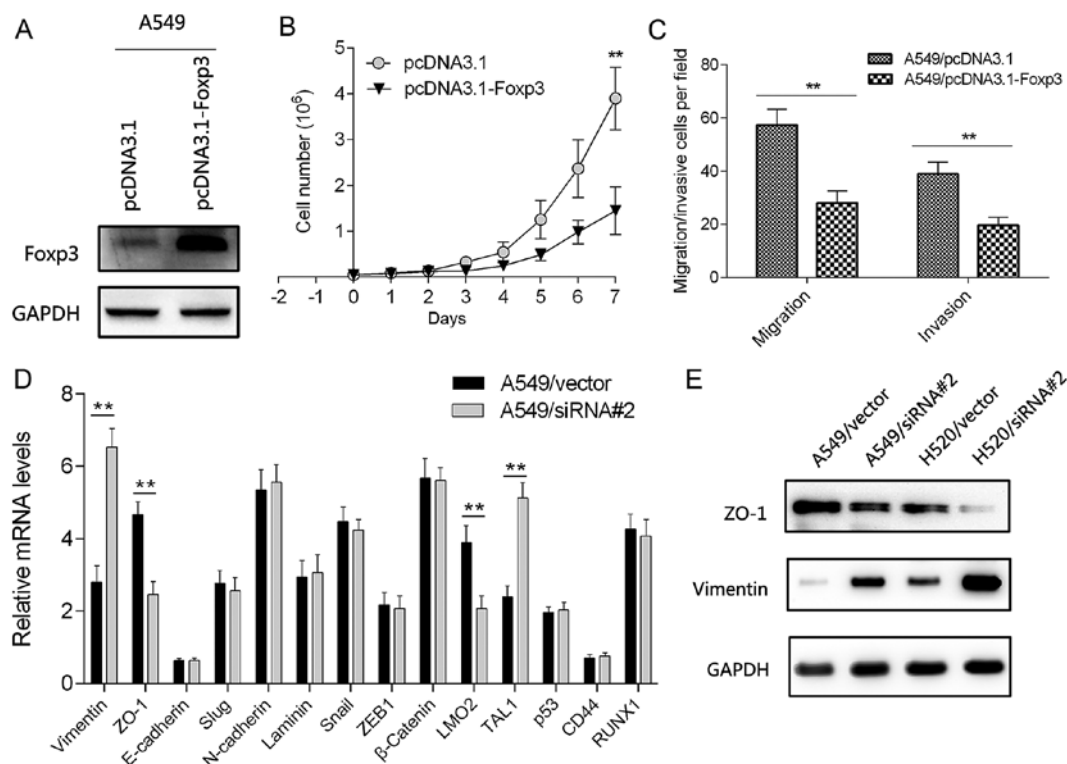 A
A549
pcDNA3.1
pcDNA3.1-Foxp3
Foxp3
GAPDH
B
pcDNA3.1
pcDNA3.1-Foxp3
**
Cell number (10⁶)
5
4
3
2
1
0
-2 -1 0 1 2 3 4 5 6 7
Days
C
A549/pcDNA3.1
A549/pcDNA3.1-Foxp3
Migration/invasive cells per field
80
60
40
20
0
**
**
Migration
Invasion
D
A549/vector
A549/siRNA#2
Relative mRNA levels
8
6
4
2
0
**
**
**
**
Vimentin
ZO-1
E-cadherin
Slug
N-cadherin
Laminin
Snail
ZEB1
β-Catenin
LMO2
TAL1
p53
CD44
RUNX1
E
A549/vector
A549/siRNA#2
H520/vector
H520/siRNA#2
ZO-1
Vimentin
GAPDH